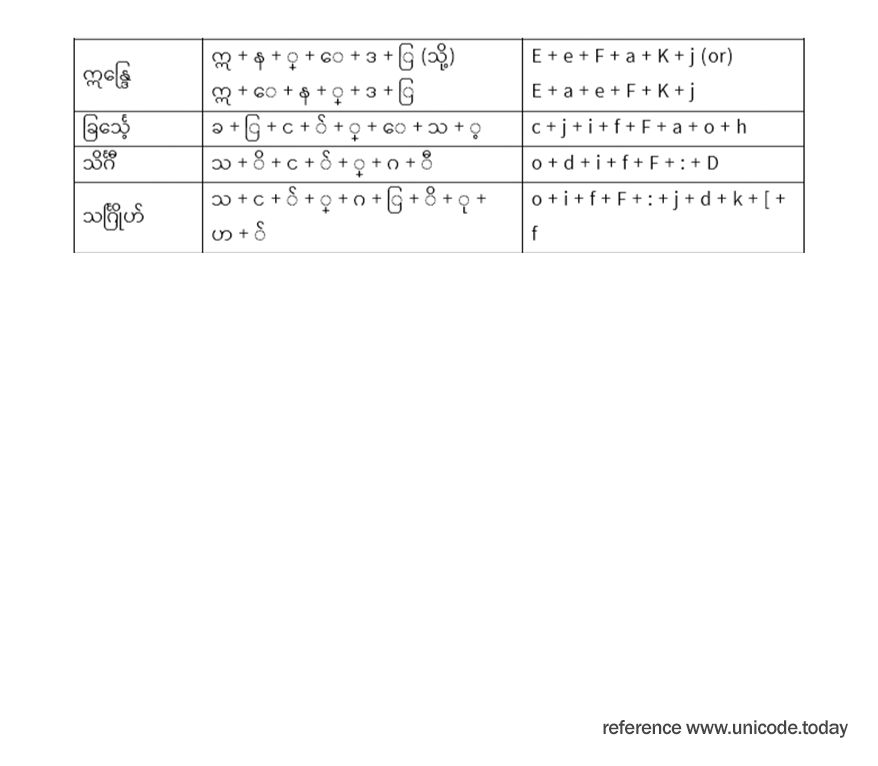 ဣန္ဒြေ ဣ + န + ္ + ေ + ဒ + ြ (သို့) E + e + F + a + K + j (or)
ဣ + ေ + န + ္ + ဒ + ြ E + a + e + F + K + j
ခြင်္သေ့ ခ + ြ + င + ် + ္ + ေ + သ + ့ c + j + i + f + F + a + o + h
သိင်္ဂီ သ + ိ + င + ် + ္ + ဂ + ီ o + d + i + f + F + : + D
သင်္ဂြိုဟ် သ + င + ် + ္ + ဂ + ြ + ိ + ု + o + i + f + F + : + j + d + k + [ +
ဟ + ် f
reference www.unicode.today